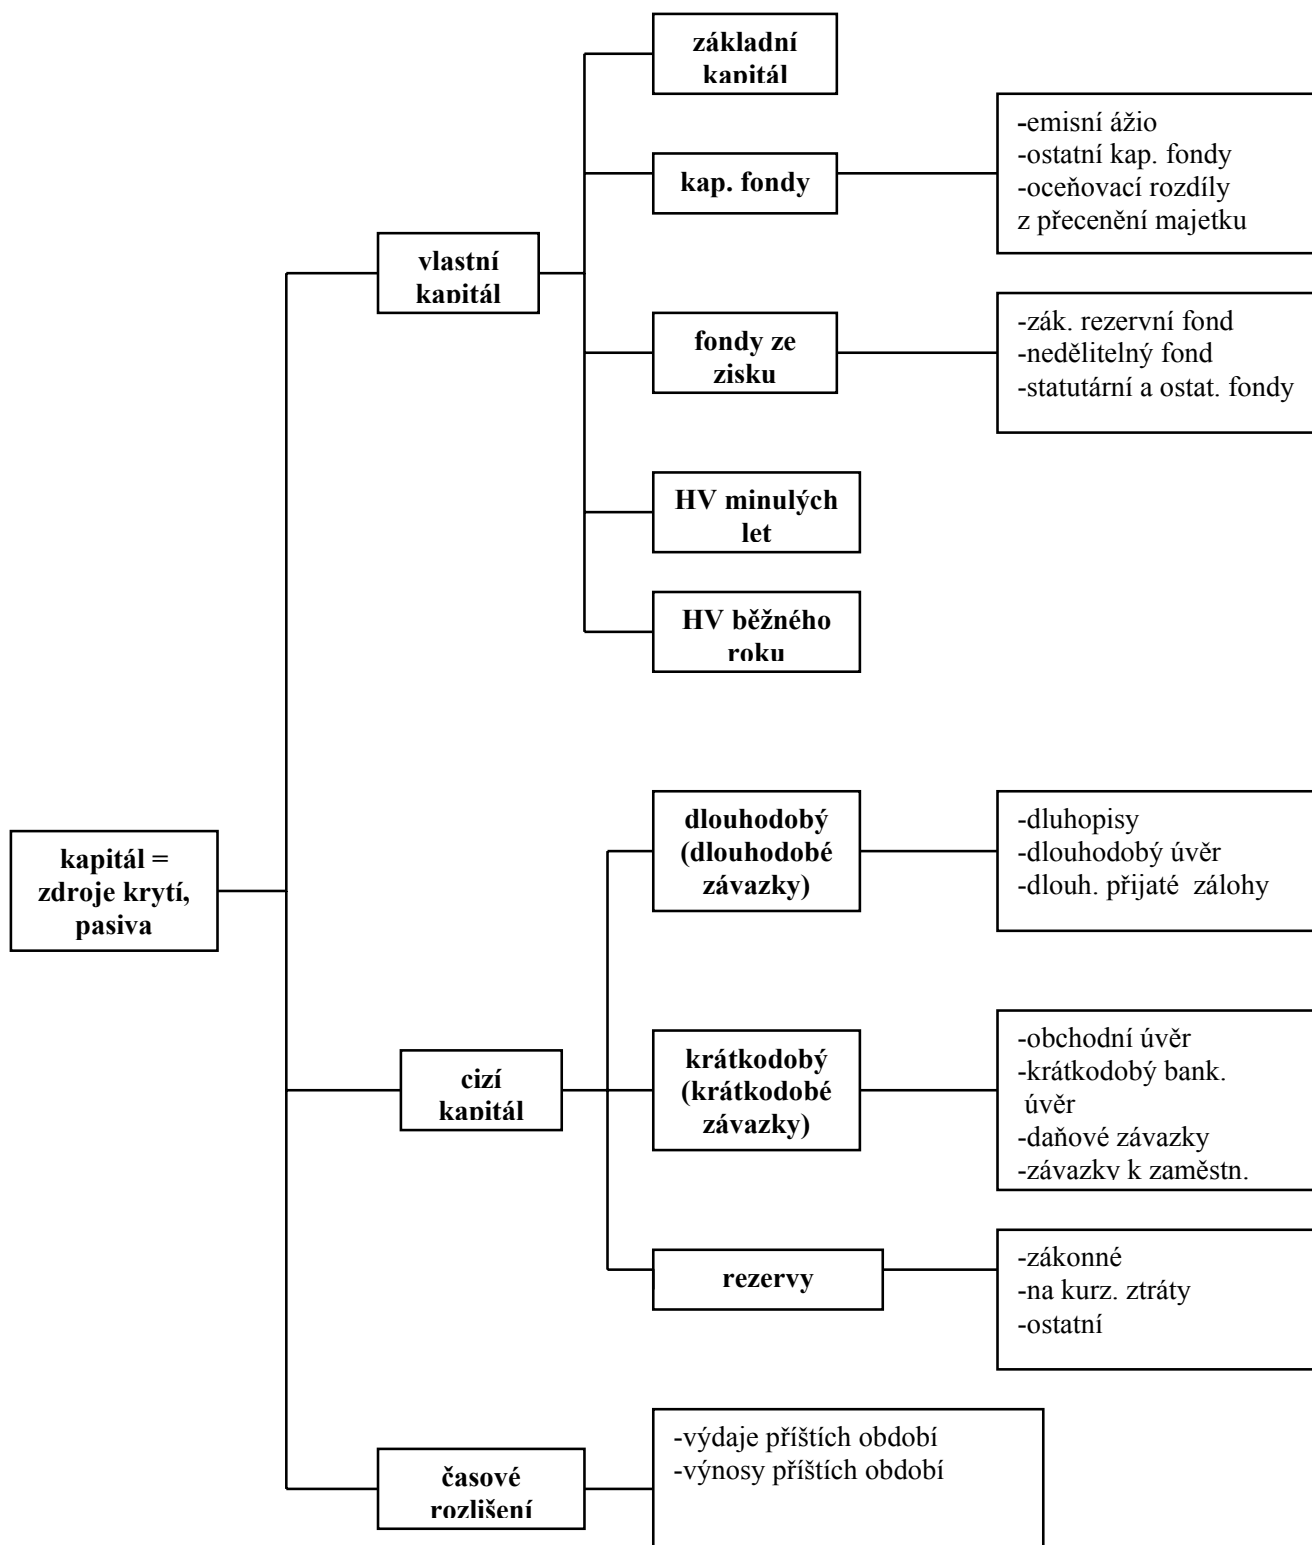 základní
kapitál
kap. fondy
-emisní ážio
-ostatní kap. fondy
-oceňovací rozdíly
z přecenění majetku
vlastní
kapitál
fondy ze
zisku
-zák. rezervní fond
-nedělitelný fond
-statutární a ostat. fondy
HV minulých
let
HV běžného
roku
kapitál =
zdroje krytí,
pasiva
dlouhodobý
(dlouhodobé
závazky)
-dluhopisy
-dlouhodobý úvěr
-dlouh. přijaté  zálohy
cizí
kapitál
krátkodobý
(krátkodobé
závazky)
-obchodní úvěr
-krátkodobý bank.
úvěr
-daňové závazky
-závazky k zaměstn.
rezervy
-zákonné
-na kurz. ztráty
-ostatní
časové
rozlišení
-výdaje příštích období
-výnosy příštích období